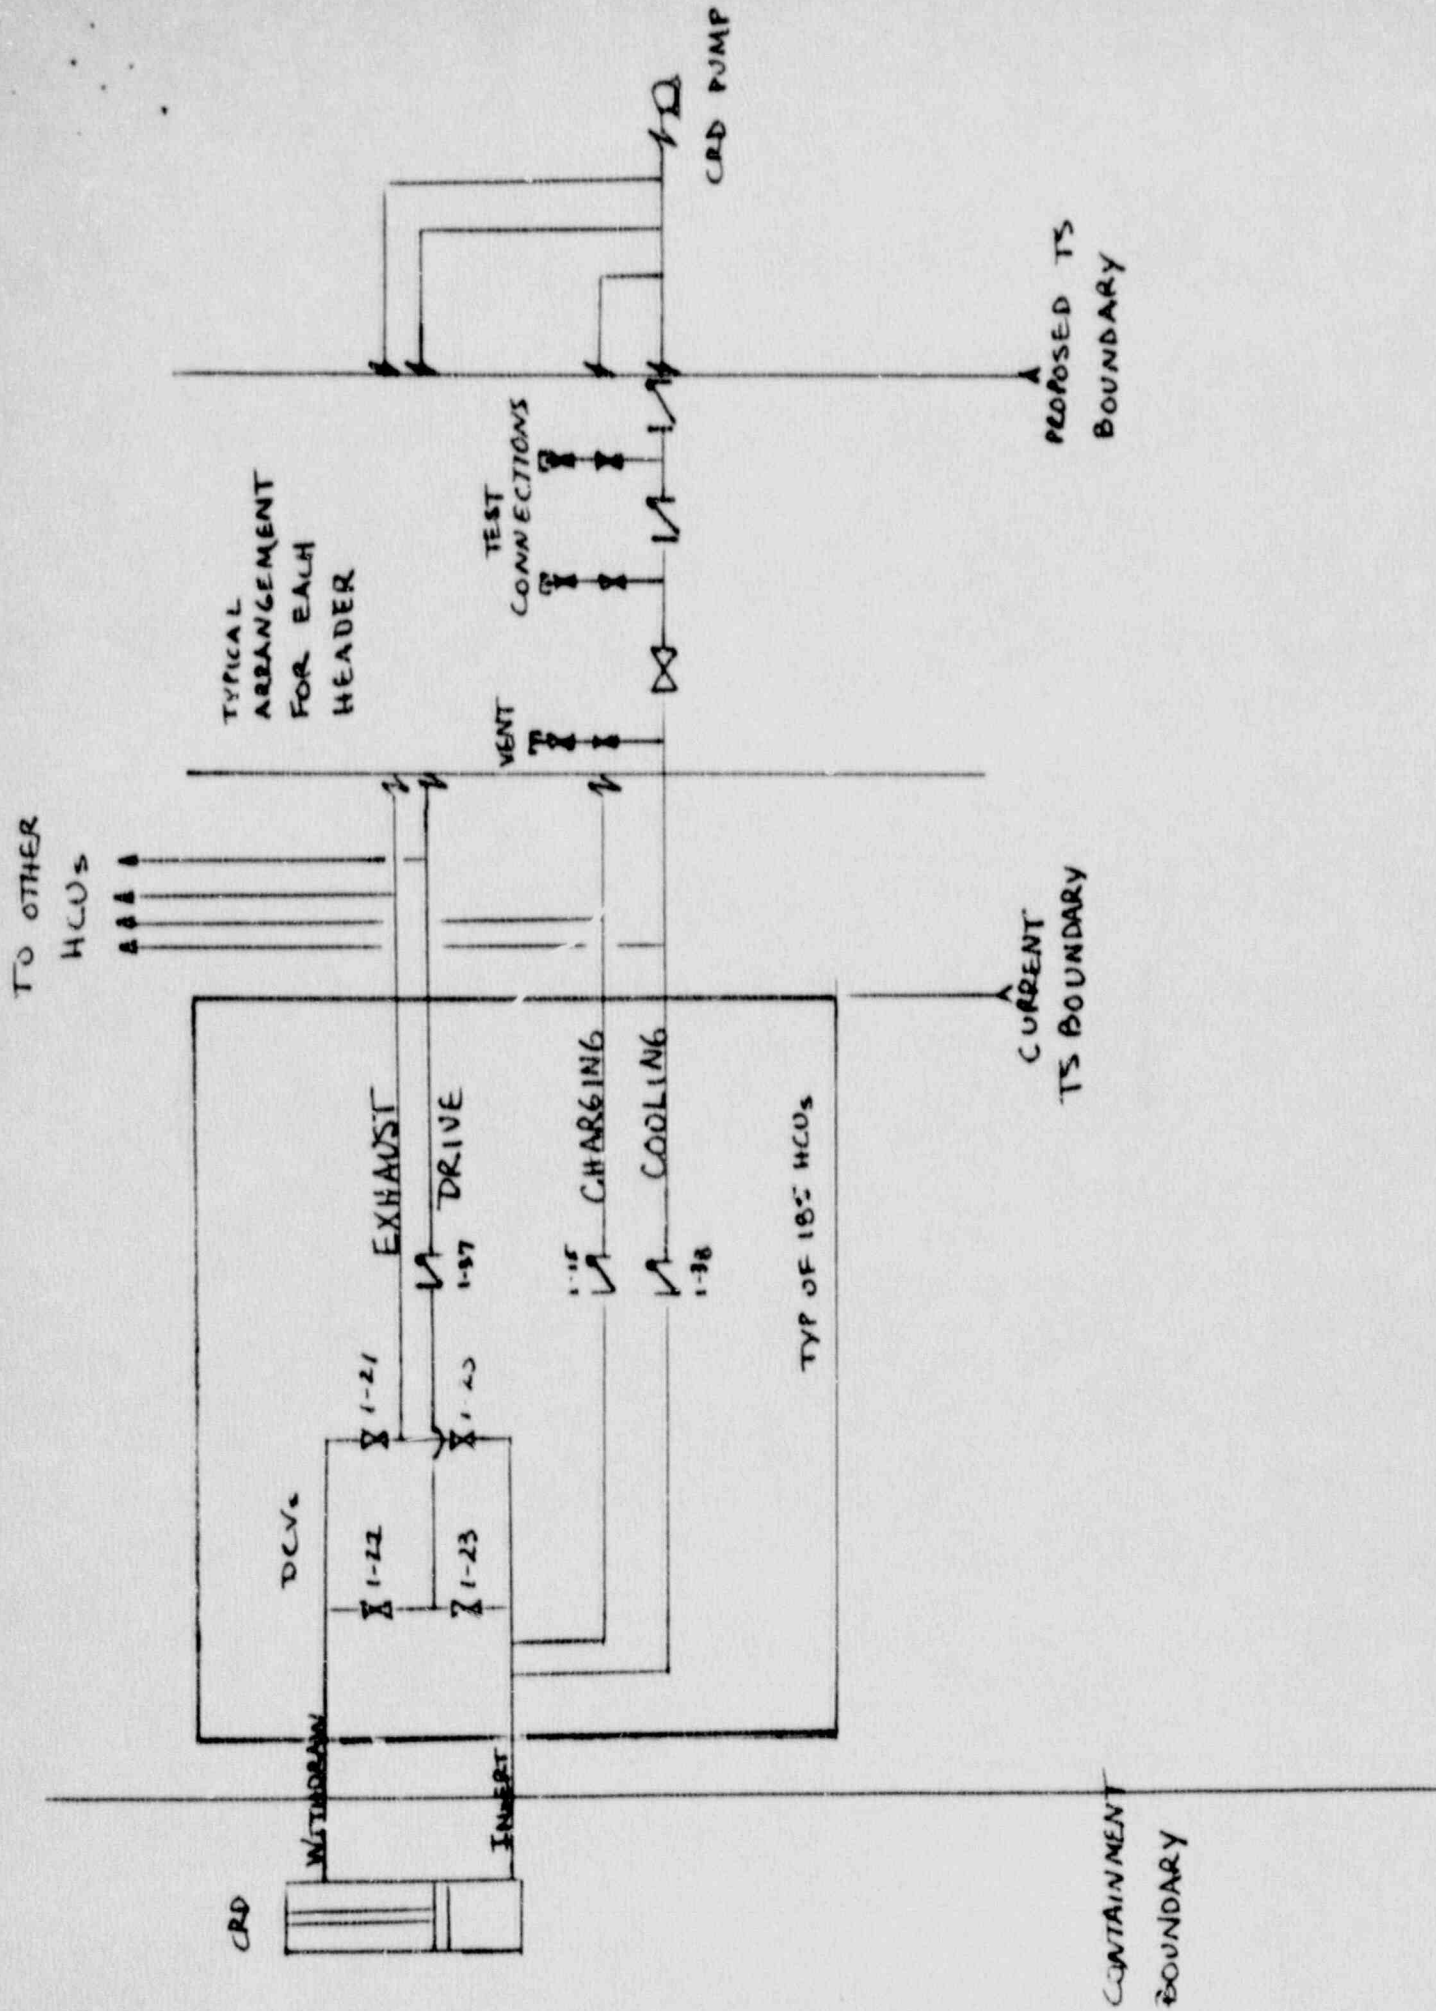 TO OTHER
HCUs
TYPICAL
ARRANGEMENT
FOR EACH
HEADER
VENT
TEST
CONNECTIONS
CRD PUMP
PROPOSED TS
BOUNDARY
CURRENT
TS BOUNDARY
EXHAUST
DRIVE
1-37
CHARGING
COOLING
1-38
TYP OF 185 HCUs
DCVs
1-21
1-22
1-23
CRD
WITHDRAW
INSERT
CONTAINMENT
BOUNDARY